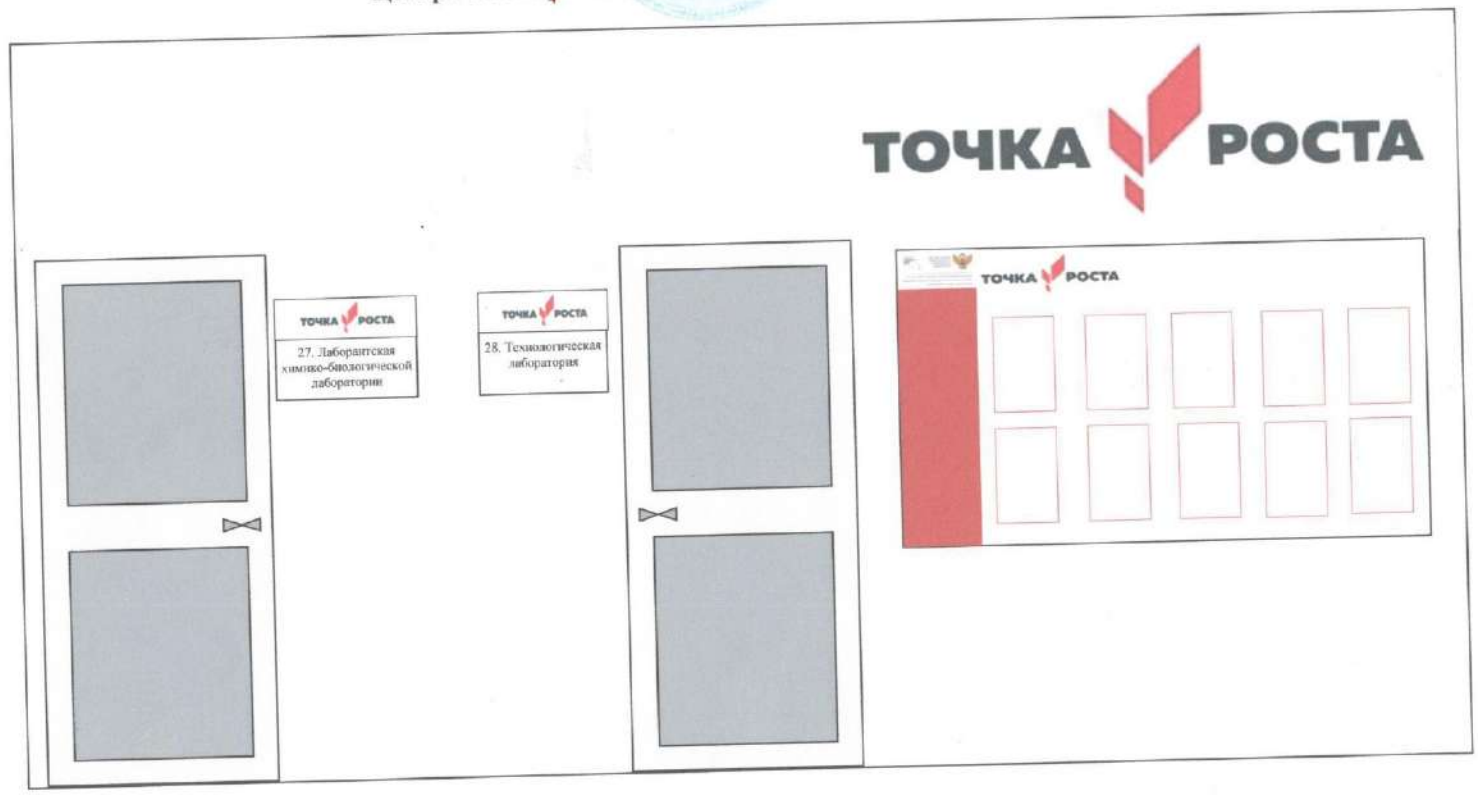 ТОЧКА РОСТА
ТОЧКА РОСТА
27. Лаборантская
химико-биологической
лаборатории
ТОЧКА РОСТА
28. Технологическая
лаборатория
ТОЧКА РОСТА